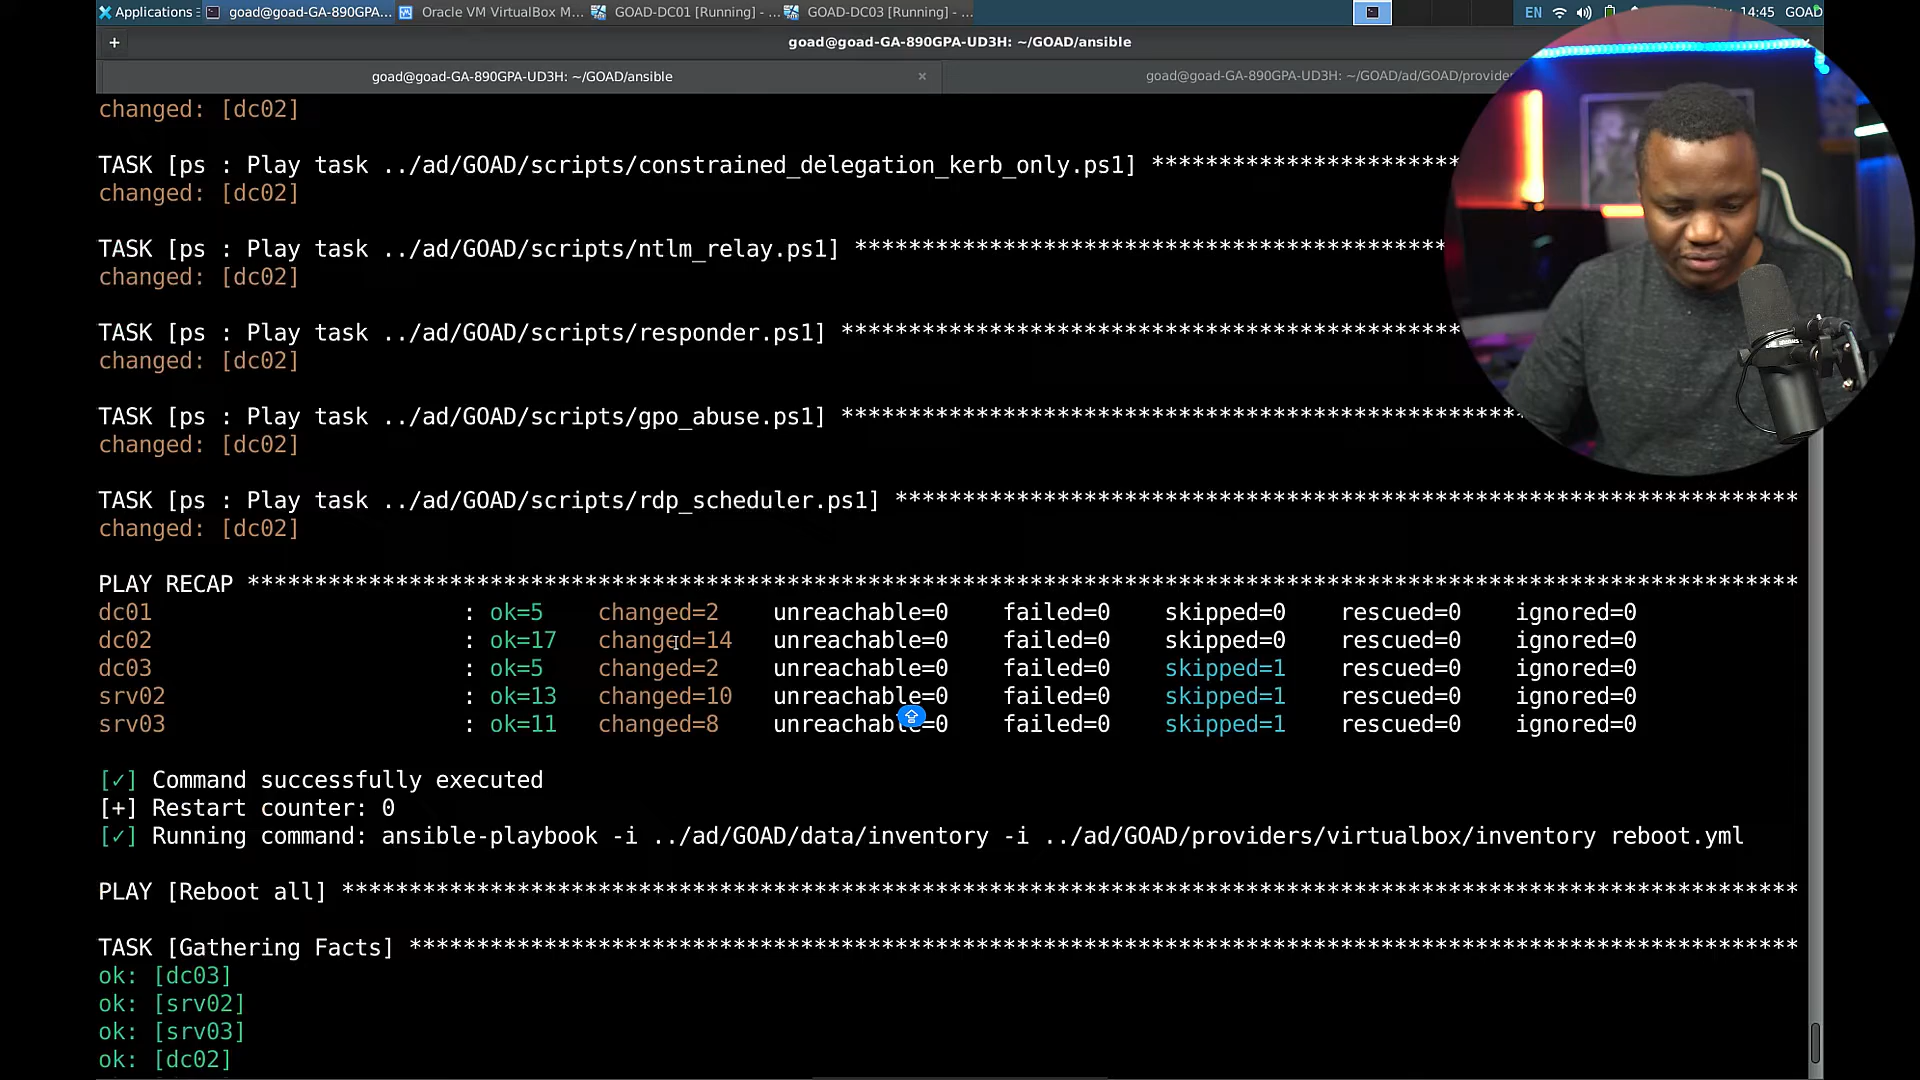 Applications
goad@goad-GA-890GPA...
Oracle VM VirtualBox M...
GOAD-DC01 [Running] - ...
GOAD-DC03 [Running] - ...
EN
14:45 GOAD
+
goad@goad-GA-890GPA-UD3H: ~/GOAD/ansible
goad@goad-GA-890GPA-UD3H: ~/GOAD/ansible ×
goad@goad-GA-890GPA-UD3H: ~/GOAD/ad/GOAD/provide
changed: [dc02]
TASK [ps : Play task ../ad/GOAD/scripts/constrained_delegation_kerb_only.ps1] ***********************
changed: [dc02]
TASK [ps : Play task ../ad/GOAD/scripts/ntlm_relay.ps1] ********************************************
changed: [dc02]
TASK [ps : Play task ../ad/GOAD/scripts/responder.ps1] **********************************************
changed: [dc02]
TASK [ps : Play task ../ad/GOAD/scripts/gpo_abuse.ps1] **************************************************
changed: [dc02]
TASK [ps : Play task ../ad/GOAD/scripts/rdp_scheduler.ps1] *******************************************************************
changed: [dc02]
PLAY RECAP *******************************************************************************************************************
dc01 : ok=5 changed=2 unreachable=0 failed=0 skipped=0 rescued=0 ignored=0
dc02 : ok=17 changed=14 unreachable=0 failed=0 skipped=0 rescued=0 ignored=0
dc03 : ok=5 changed=2 unreachable=0 failed=0 skipped=1 rescued=0 ignored=0
srv02 : ok=13 changed=10 unreachable=0 failed=0 skipped=1 rescued=0 ignored=0
srv03 : ok=11 changed=8 unreachable=0 failed=0 skipped=1 rescued=0 ignored=0
[✓] Command successfully executed
[+] Restart counter: 0
[✓] Running command: ansible-playbook -i ../ad/GOAD/data/inventory -i ../ad/GOAD/providers/virtualbox/inventory reboot.yml
PLAY [Reboot all] ************************************************************************************************************
TASK [Gathering Facts] *******************************************************************************************************
ok: [dc03]
ok: [srv02]
ok: [srv03]
ok: [dc02]